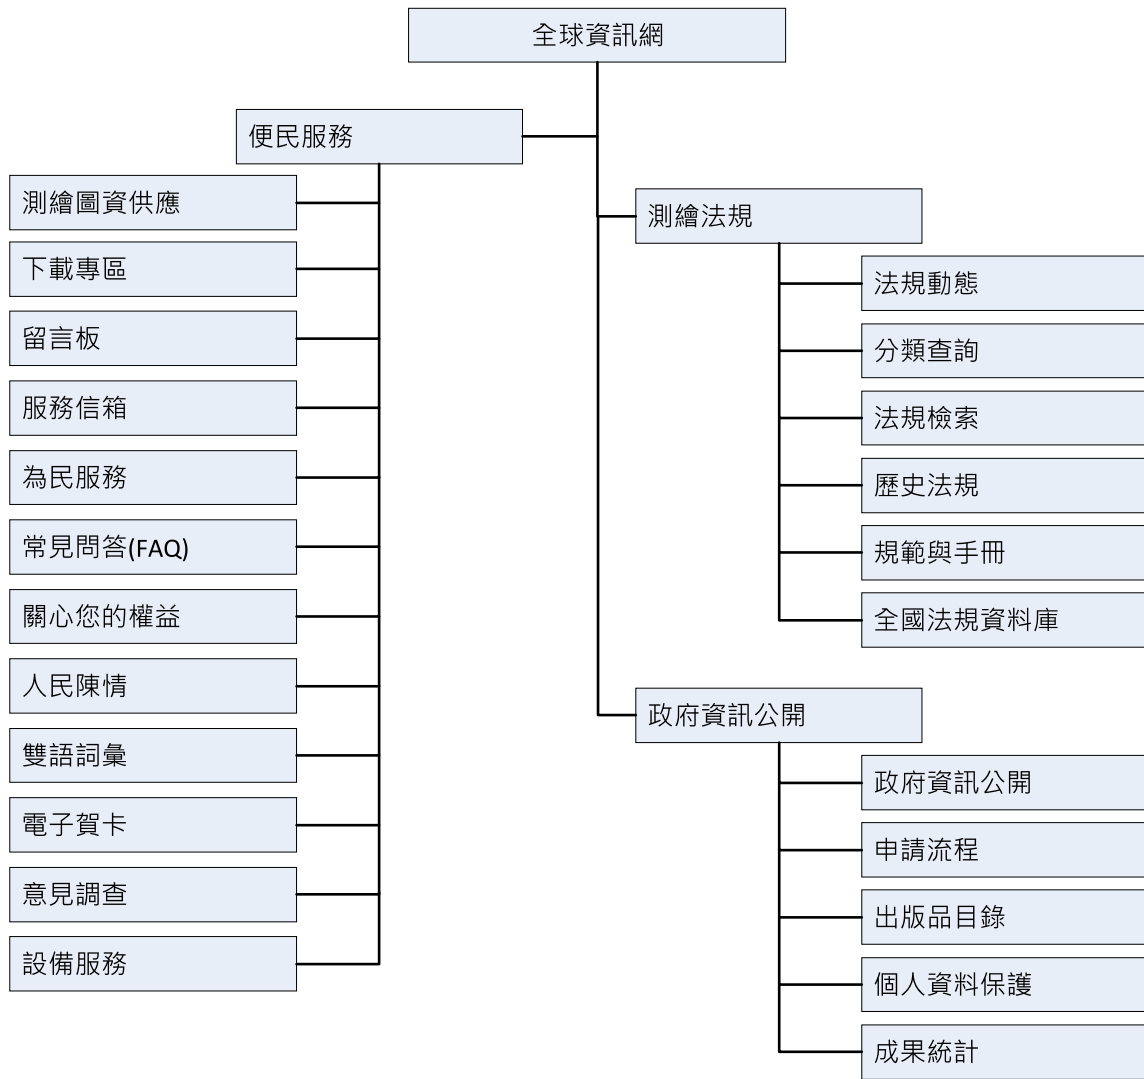 全球資訊網
便民服務
測繪圖資供應
下載專區
留言板
服務信箱
為民服務
常見問答(FAQ)
關心您的權益
人民陳情
雙語詞彙
電子賀卡
意見調查
設備服務
測繪法規
法規動態
分類查詢
法規檢索
歷史法規
規範與手冊
全國法規資料庫
政府資訊公開
政府資訊公開
申請流程
出版品目錄
個人資料保護
成果統計